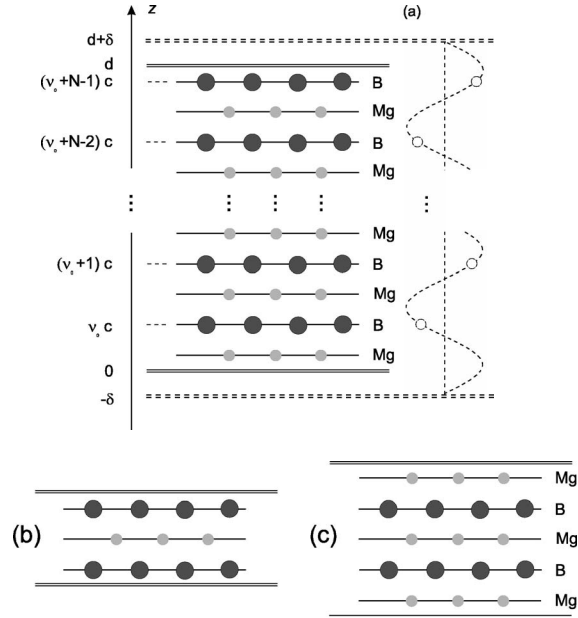 z (a)
d+δ
d
(ν₀+N-1) c B
Mg
(ν₀+N-2) c B
Mg
Mg
(ν₀+1) c B
Mg
ν₀ c B
Mg
0
-δ
(b)
(c)
Mg
B
Mg
B
Mg